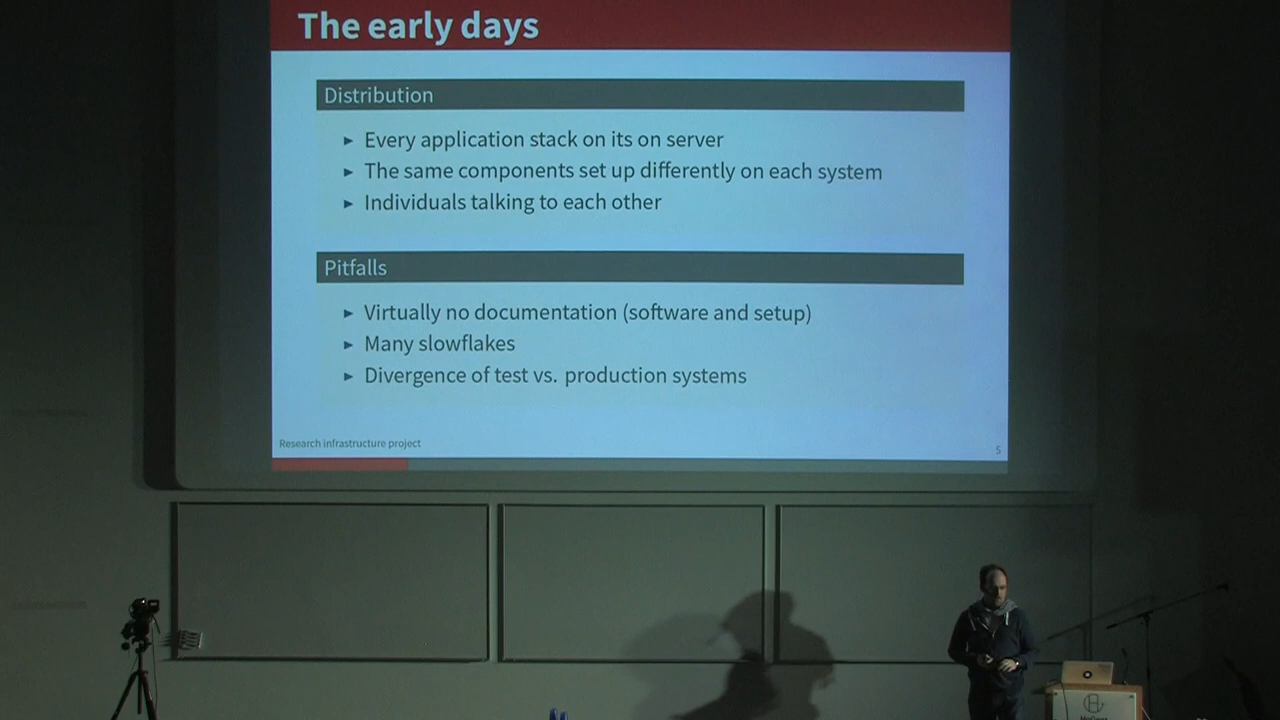 The early days
Distribution
Every application stack on its on server
The same components set up differently on each system
Individuals talking to each other
Pitfalls
Virtually no documentation (software and setup)
Many slowflakes
Divergence of test vs. production systems
Research infrastructure project
5